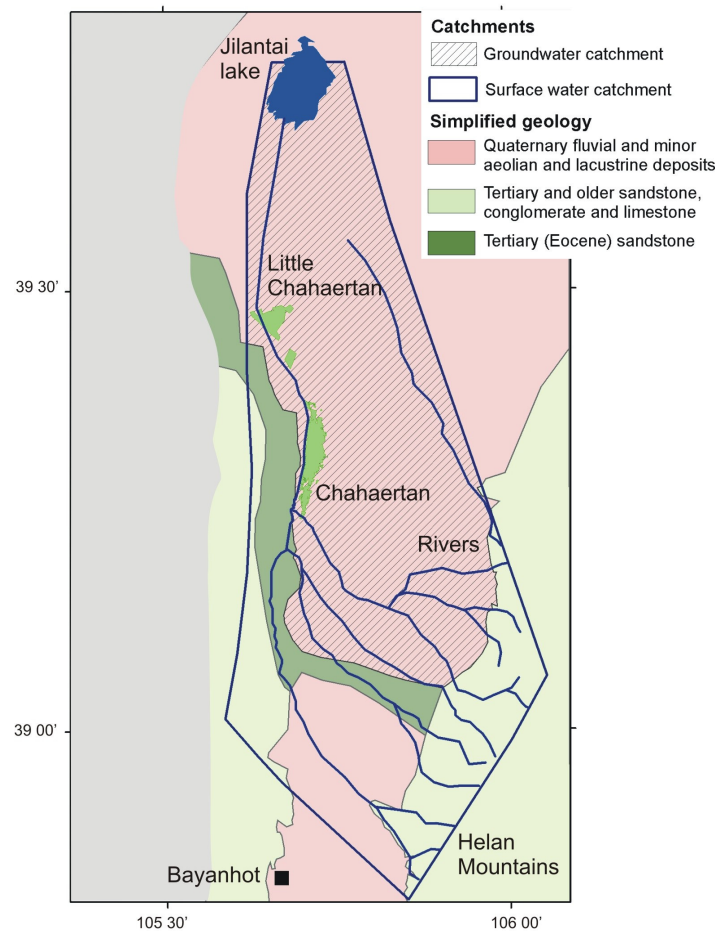 Catchments
Groundwater catchment
Surface water catchment
Simplified geology
Quaternary fluvial and minor
aeolian and lacustrine deposits
Tertiary and older sandstone,
conglomerate and limestone
Tertiary (Eocene) sandstone
Jilantai
lake
39 30'
Little
Chahaertan
Chahaertan
Rivers
39 00'
Helan
Mountains
Bayanhot
105 30'
106 00'